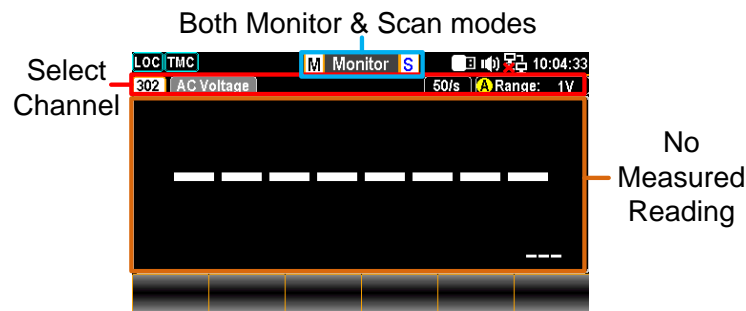 Both Monitor & Scan modes
LOC TMC M Monitor S 10:04:33
Select
Channel
302 AC Voltage 50/s A Range: 1V
No
Measured
Reading